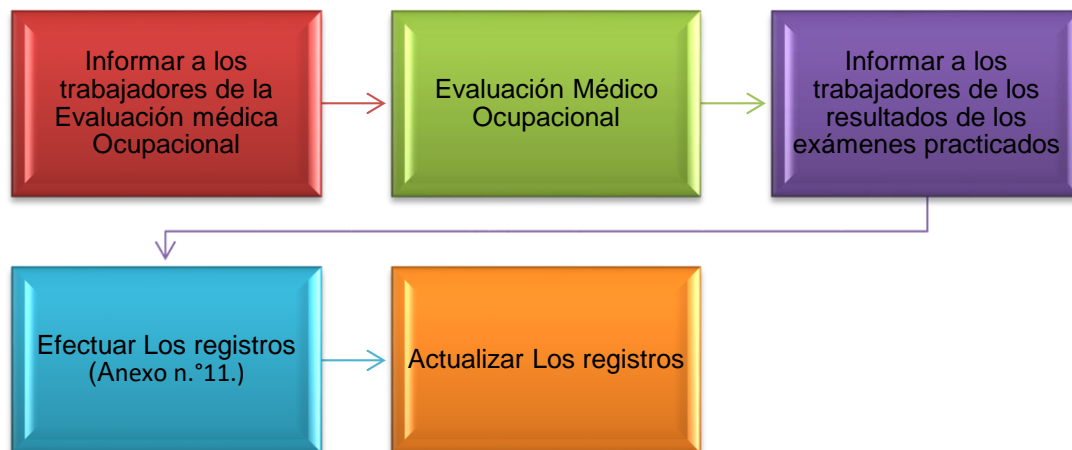 Informar a los
trabajadores de la
Evaluación médica
Ocupacional
Evaluación Médico
Ocupacional
Informar a los
trabajadores de los
resultados de los
exámenes practicados
Efectuar Los registros
(Anexo n.°11.)
Actualizar Los registros